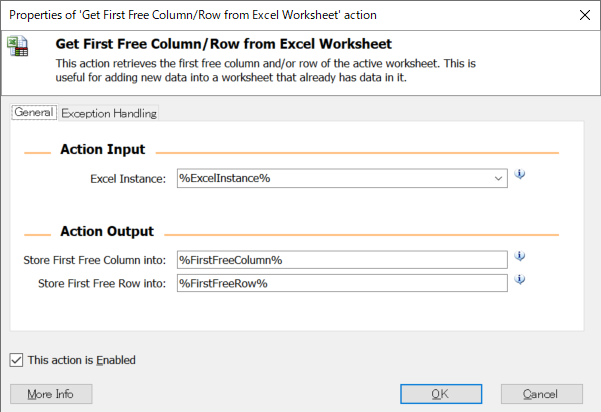 Properties of 'Get First Free Column/Row from Excel Worksheet' action
Get First Free Column/Row from Excel Worksheet
This action retrieves the first free column and/or row of the active worksheet. This is
useful for adding new data into a worksheet that already has data in it.
General Exception Handling
Action Input
Excel Instance: %ExcelInstance%
Action Output
Store First Free Column into: %FirstFreeColumn%
Store First Free Row into: %FirstFreeRow%
This action is Enabled
More Info OK Cancel